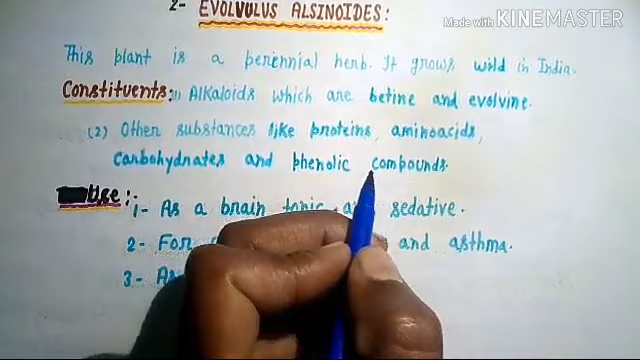 Made with KINEMASTER
2- EVOLVULUS ALSINOIDES:
This plant is a perennial herb. It grows wild in India.
Constituents: 1) Alkaloids which are betine and evolvine.
(2) Other substances like proteins, aminoacids,
carbohydrates and phenolic compounds.
Use:
1- As a brain tonic sedative.
2- For and asthma.
3- As